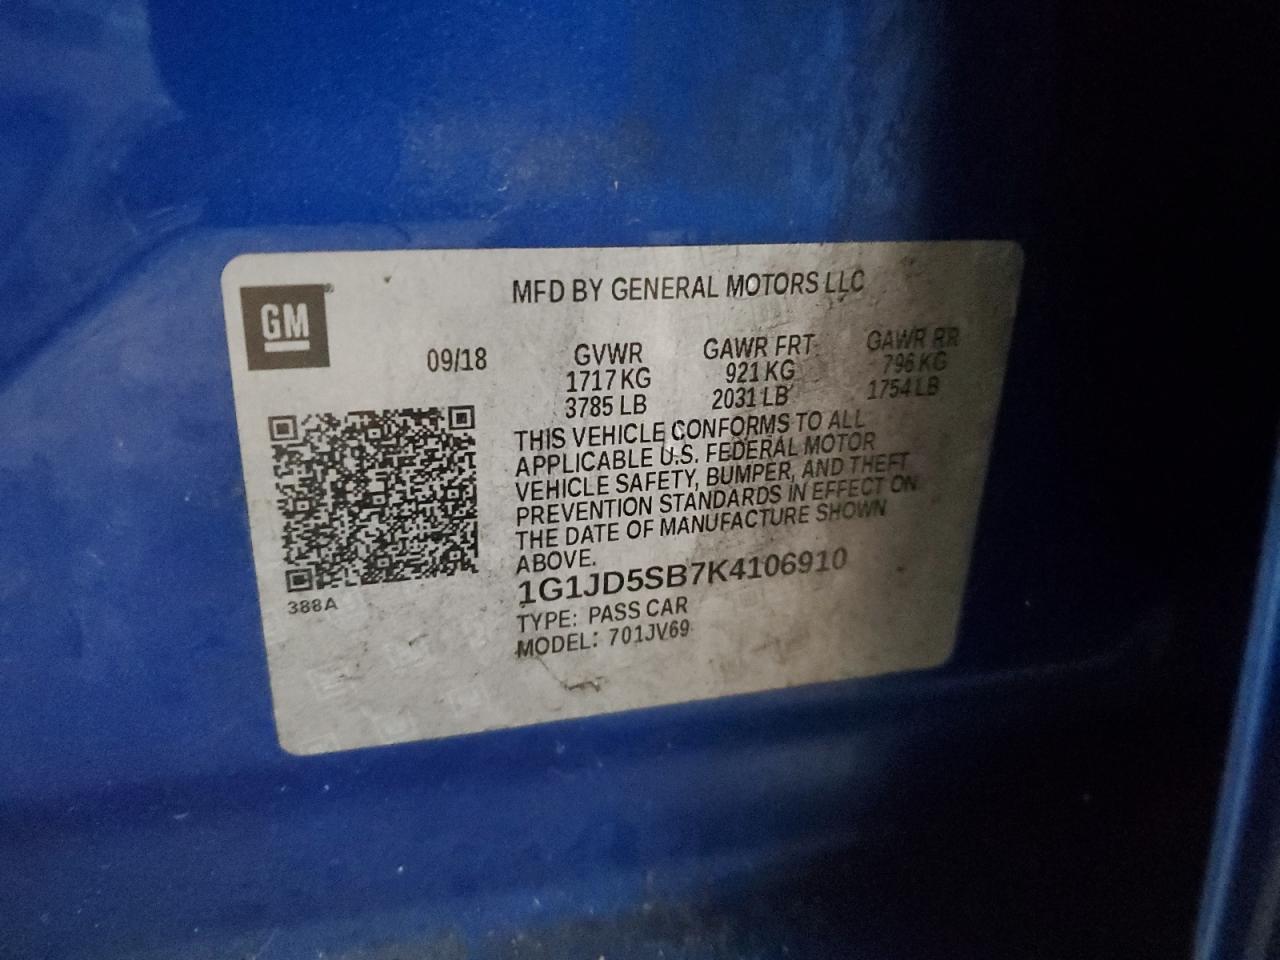 GM®
MFD BY GENERAL MOTORS LLC
09/18
GVWR GAWR FRT GAWR RR
1717 KG 921 KG 796 KG
3785 LB 2031 LB 1754 LB
THIS VEHICLE CONFORMS TO ALL
APPLICABLE U.S. FEDERAL MOTOR
VEHICLE SAFETY, BUMPER, AND THEFT
PREVENTION STANDARDS IN EFFECT ON
THE DATE OF MANUFACTURE SHOWN
ABOVE.
1G1JD5SB7K4106910
TYPE: PASS CAR
MODEL: 701JV69
388A